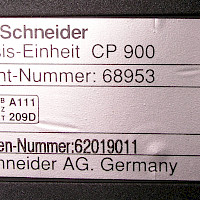 Schneider
sis-Einheit CP 900
nt-Nummer: 68953
B Z T A111
209D
en-Nummer:62019011
hneider AG. Germany